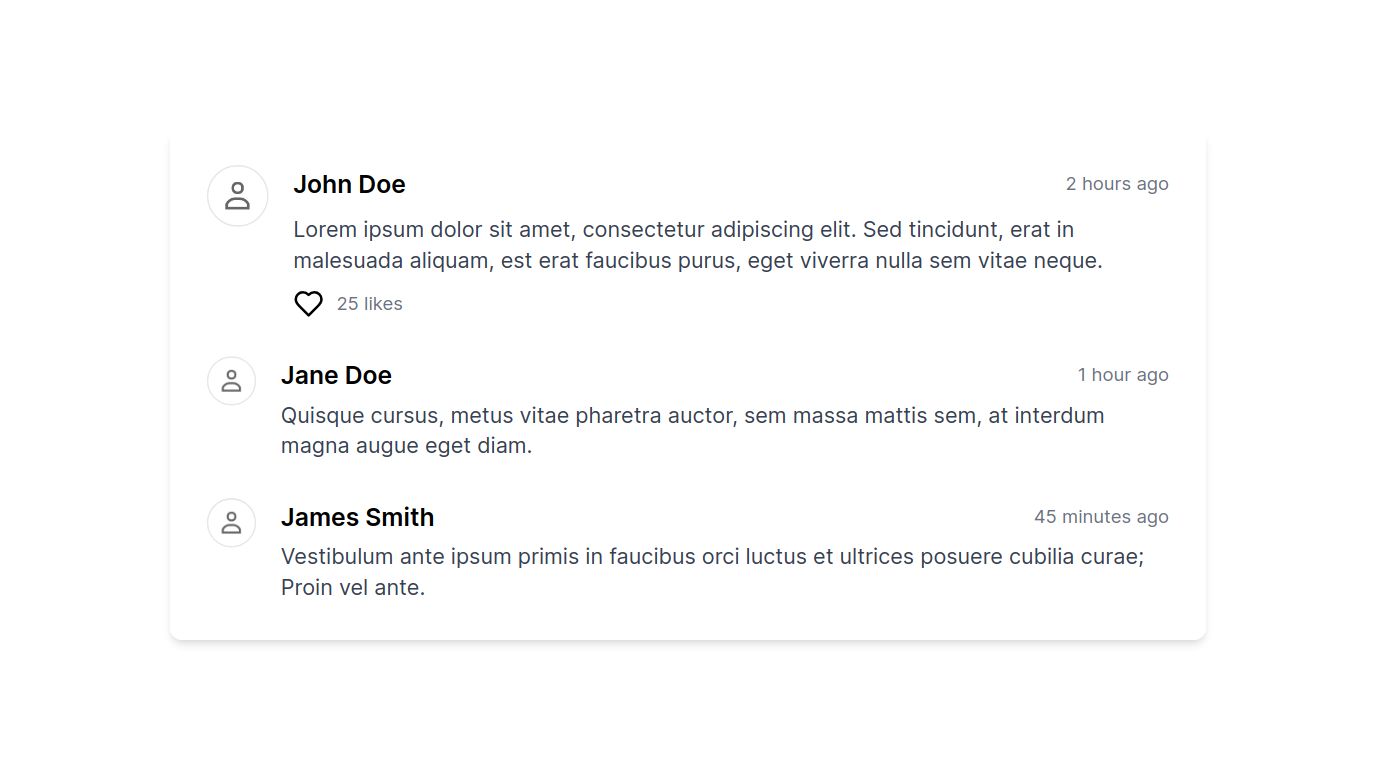 John Doe
2 hours ago
Lorem ipsum dolor sit amet, consectetur adipiscing elit. Sed tincidunt, erat in
malesuada aliquam, est erat faucibus purus, eget viverra nulla sem vitae neque.
25 likes
Jane Doe
1 hour ago
Quisque cursus, metus vitae pharetra auctor, sem massa mattis sem, at interdum
magna augue eget diam.
James Smith
45 minutes ago
Vestibulum ante ipsum primis in faucibus orci luctus et ultrices posuere cubilia curae;
Proin vel ante.